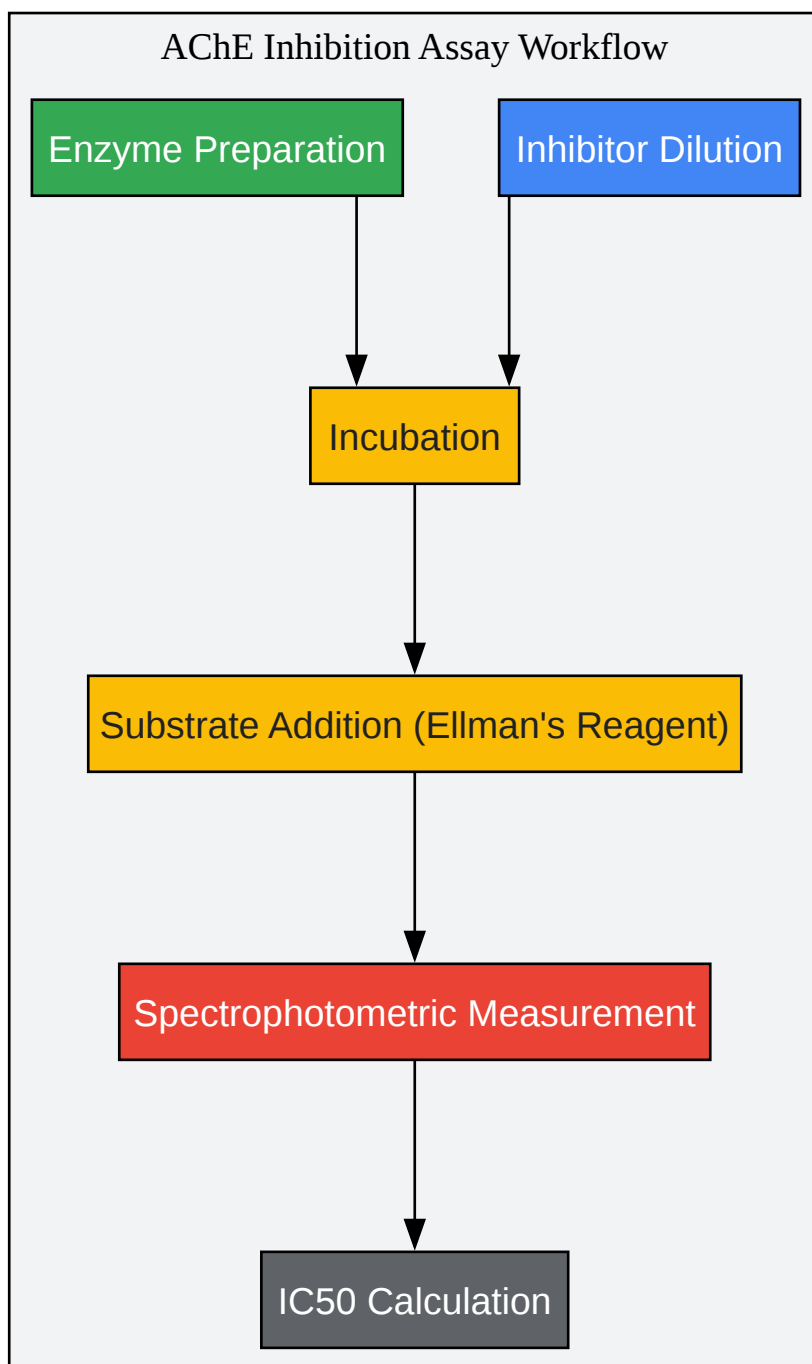 AChE Inhibition Assay Workflow
Enzyme Preparation
Inhibitor Dilution
Incubation
Substrate Addition (Ellman's Reagent)
Spectrophotometric Measurement
IC50 Calculation